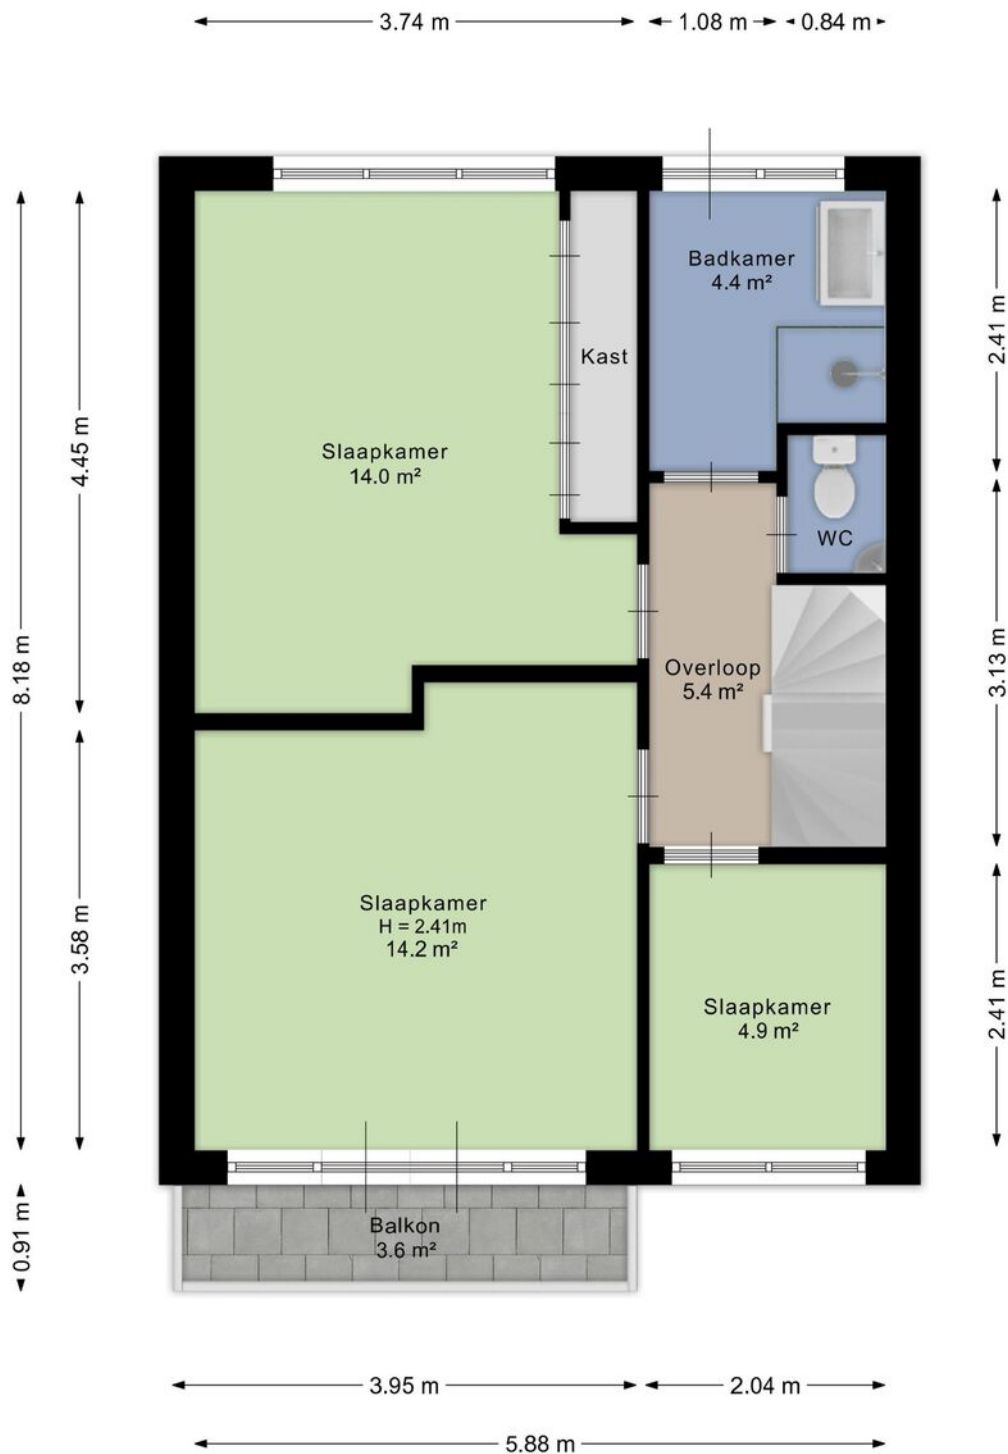 3.74 m
1.08 m
0.84 m
Badkamer
4.4 m²
2.41 m
Kast
4.45 m
Slaapkamer
14.0 m²
WC
8.18 m
Overloop
5.4 m²
3.13 m
Slaapkamer
H = 2.41m
14.2 m²
3.58 m
Slaapkamer
4.9 m²
2.41 m
Balkon
3.6 m²
0.91 m
3.95 m
2.04 m
5.88 m